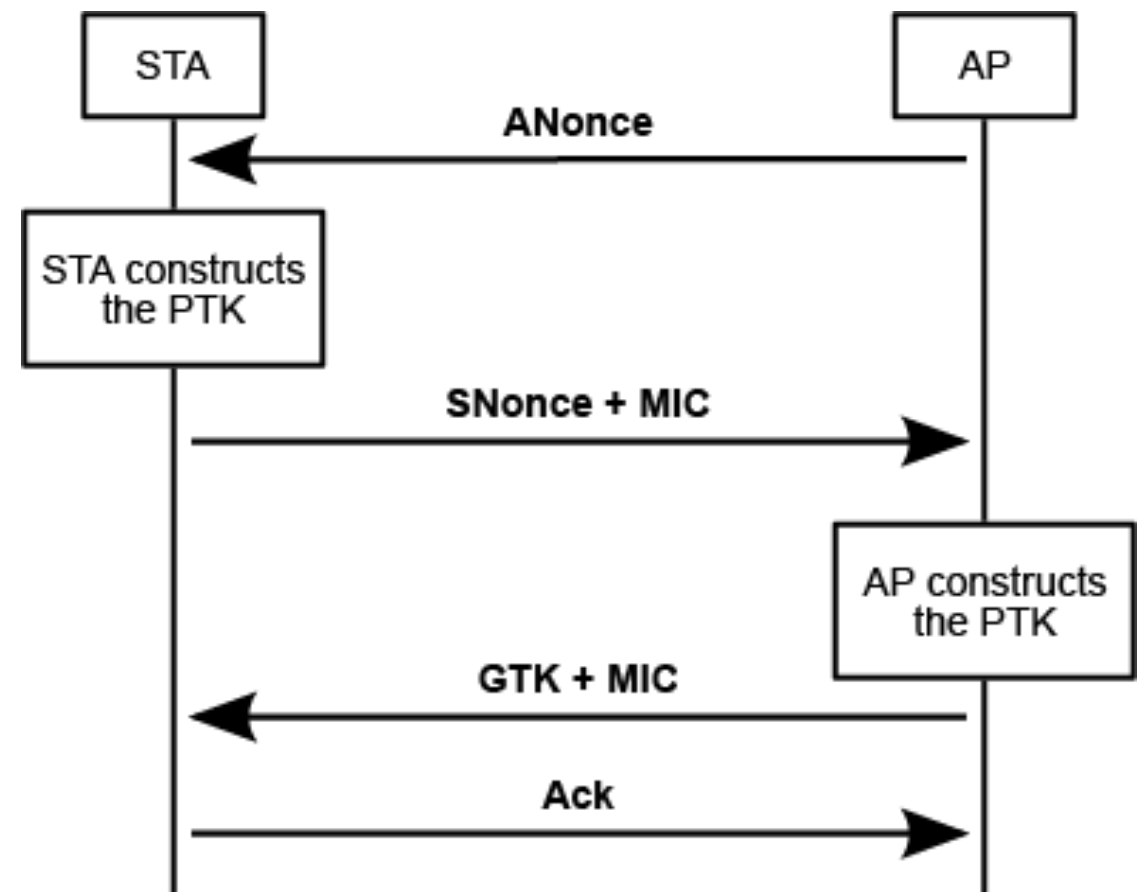 STA
AP
ANonce
STA constructs
the PTK
SNonce + MIC
AP constructs
the PTK
GTK + MIC
Ack